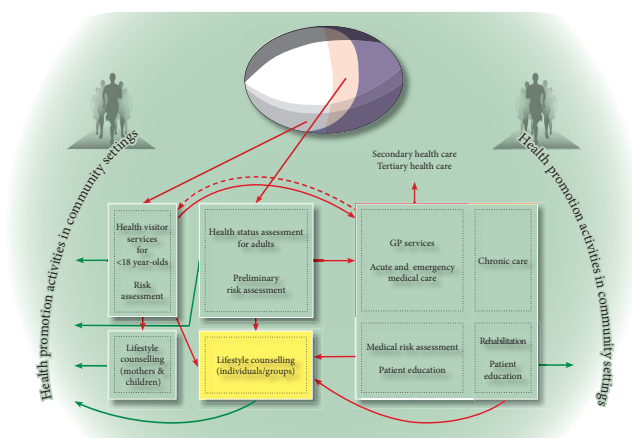 Health promotion activities in community settings
Health promotion activities in community settings
Secondary health care
Tertiary health care
Health visitor
services
for
<18 year-olds
Risk
assessment
Health status assessment
for adults
Preliminary
risk assessment
GP services
Acute and emergency
medical care
Chronic care
Lifestyle
counselling
(mothers &
children)
Lifestyle counselling
(individuals/groups)
Medical risk assessment
Patient education
Rehabilitation
Patient
education